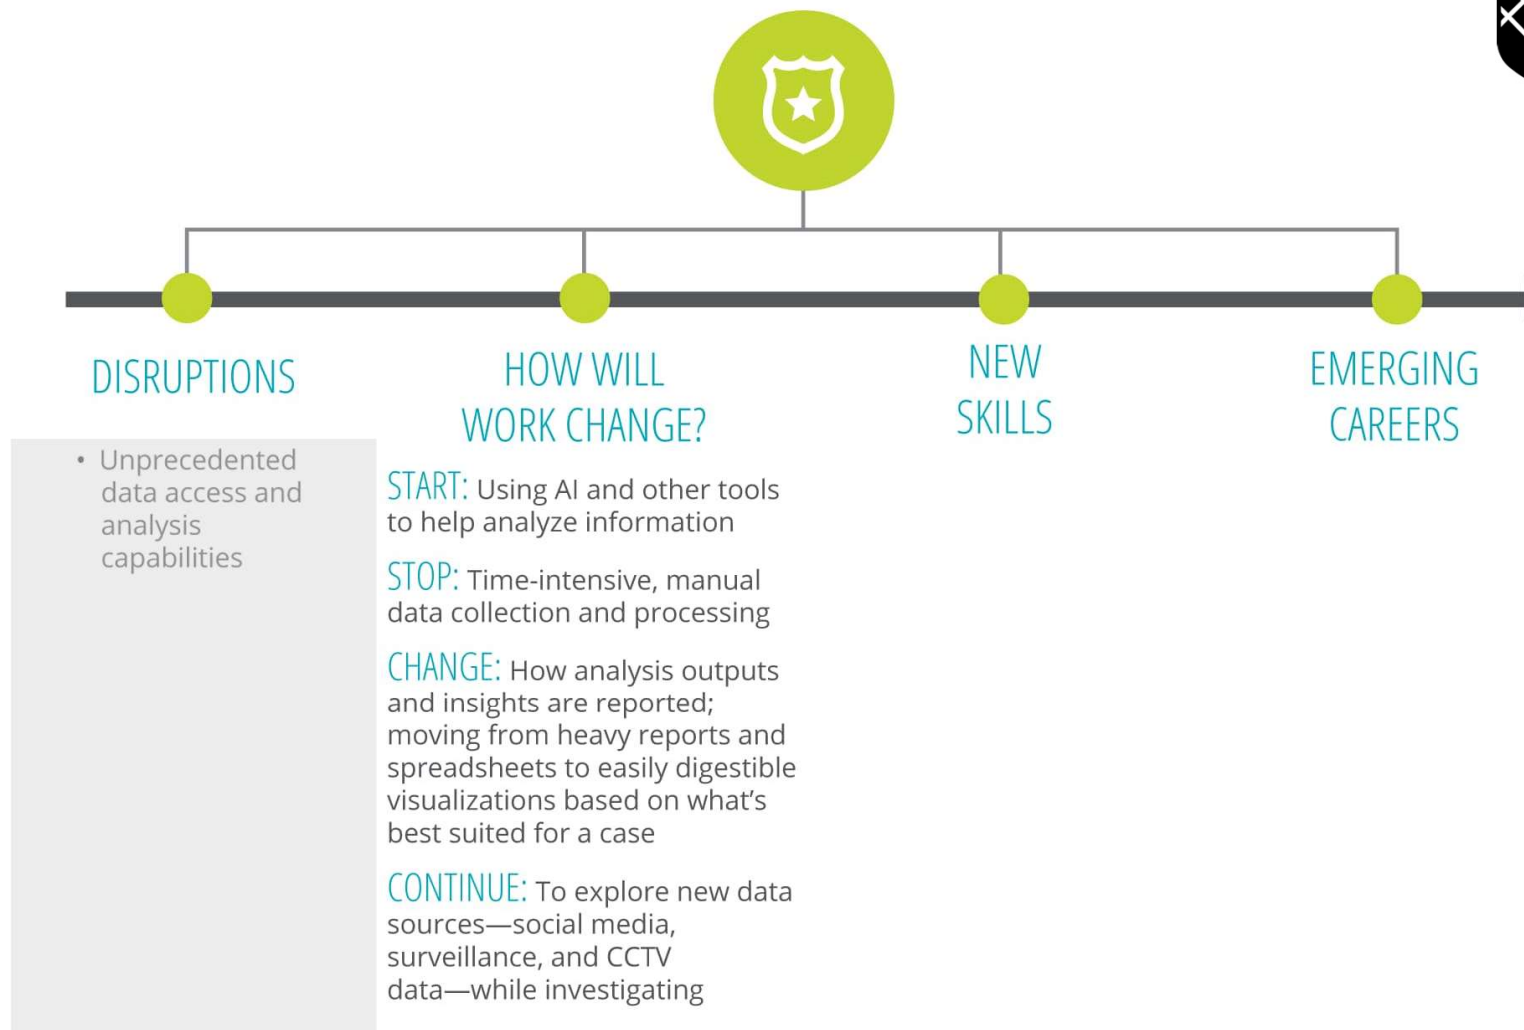 DISRUPTIONS
• Unprecedented
data access and
analysis
capabilities
HOW WILL
WORK CHANGE?
START: Using AI and other tools
to help analyze information
STOP: Time-intensive, manual
data collection and processing
CHANGE: How analysis outputs
and insights are reported;
moving from heavy reports and
spreadsheets to easily digestible
visualizations based on what’s
best suited for a case
CONTINUE: To explore new data
sources—social media,
surveillance, and CCTV
data—while investigating
NEW
SKILLS
EMERGING
CAREERS